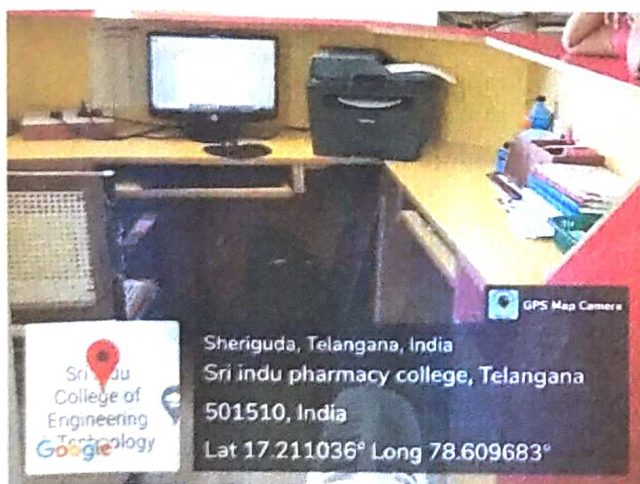 GPS Map Camera
Sheriguda, Telangana, India
Sri indu pharmacy college, Telangana
501510, India
Lat 17.211036° Long 78.609683°
Sri Indu
College of
Engineering
Technology
Google